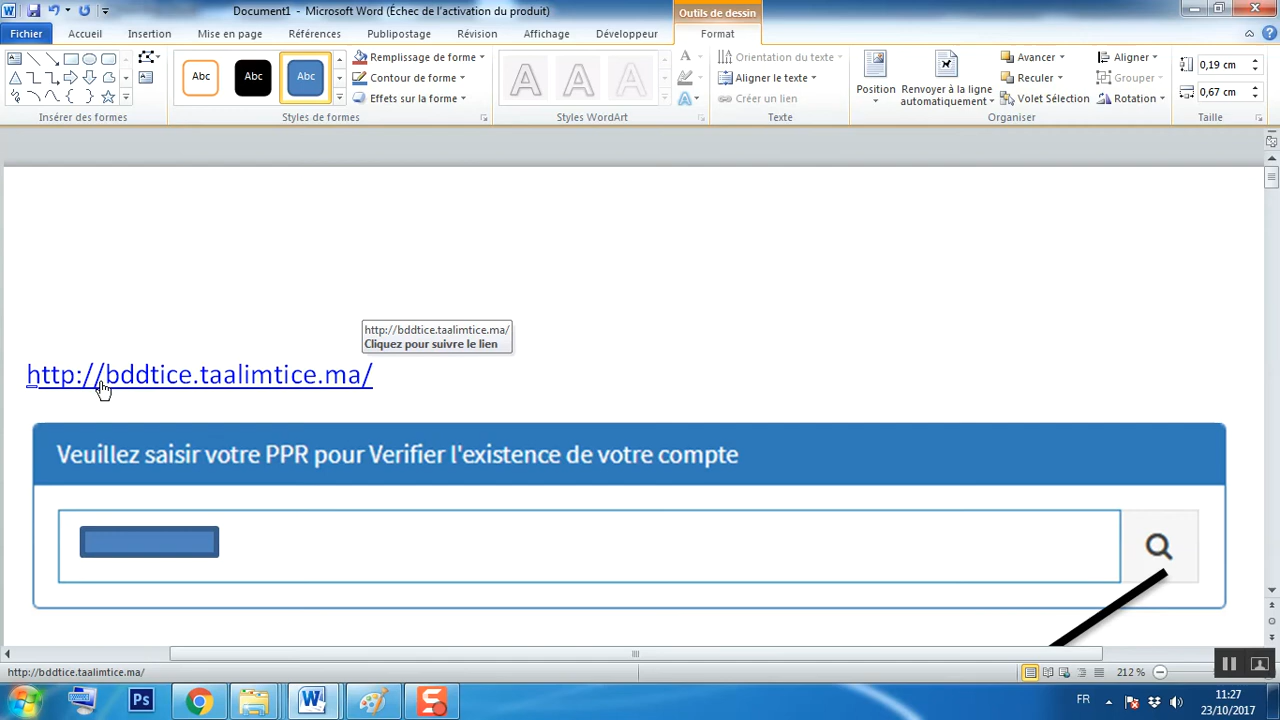 Document1 - Microsoft Word (Échec de l'activation du produit)
Outils de dessin
Fichier
Accueil
Insertion
Mise en page
Références
Publipostage
Révision
Affichage
Développeur
Format
Abc
Abc
Abc
Remplissage de forme
Contour de forme
Effets sur la forme
A
A
A
A
Orientation du texte
Aligner le texte
Créer un lien
Position
Renvoyer à la ligne
automatiquement
Avancer
Reculer
Volet Sélection
Aligner
Grouper
Rotation
0,19 cm
0,67 cm
Insérer des formes
Styles de formes
Styles WordArt
Texte
Organiser
Taille
http://bddtice.taalimtice.ma/
Cliquez pour suivre le lien
http://bddtice.taalimtice.ma/
Veuillez saisir votre PPR pour Verifier l'existence de votre compte
http://bddtice.taalimtice.ma/
212 %
Ps
W
S
FR
11:27
23/10/2017